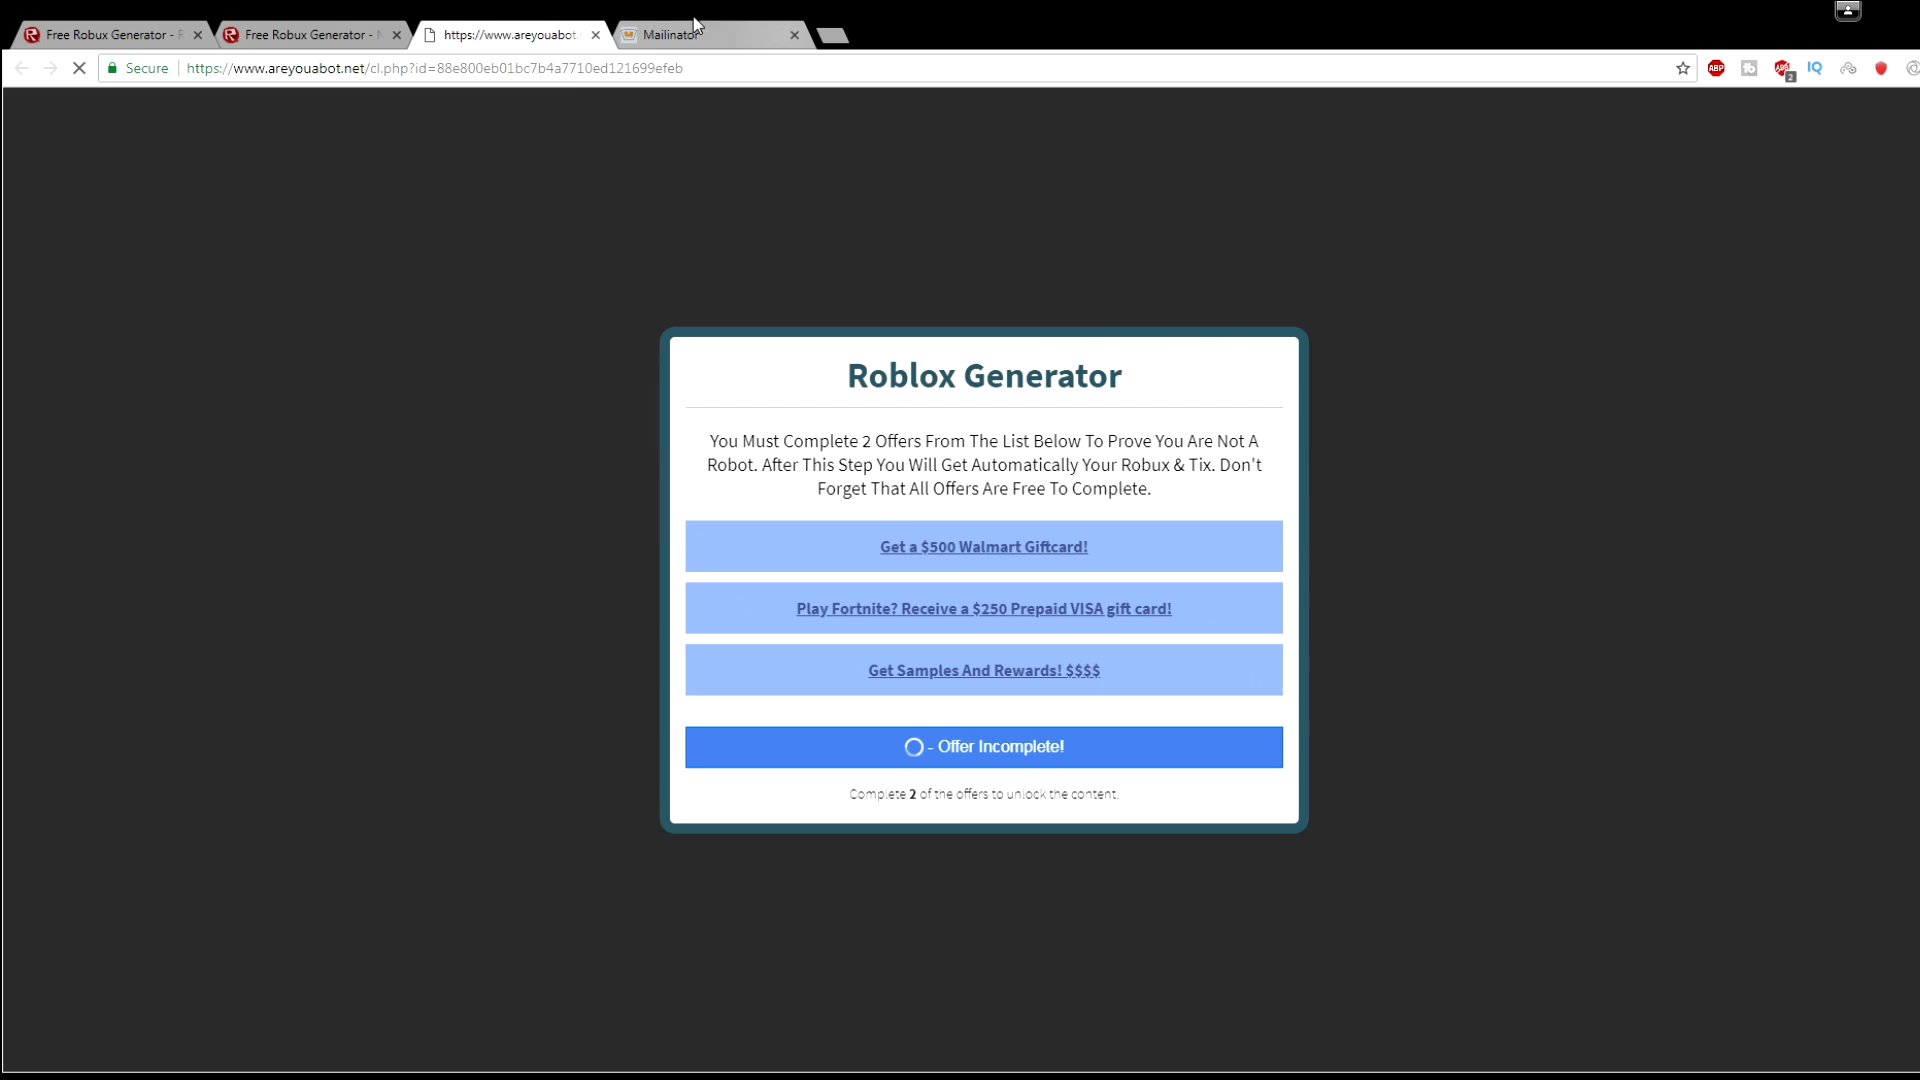 Free Robux Generator - R
Free Robux Generator - N
https://www.areyouabot.
Mailinator
Secure
https://www.areyouabot.net/cl.php?id=88e800eb01bc7b4a7710ed121699efeb
ABP
2
IQ
Roblox Generator
You Must Complete 2 Offers From The List Below To Prove You Are Not A
Robot. After This Step You Will Get Automatically Your Robux & Tix. Don't
Forget That All Offers Are Free To Complete.
Get a $500 Walmart Giftcard!
Play Fortnite? Receive a $250 Prepaid VISA gift card!
Get Samples And Rewards! $$$$
- Offer Incomplete!
Complete 2 of the offers to unlock the content.